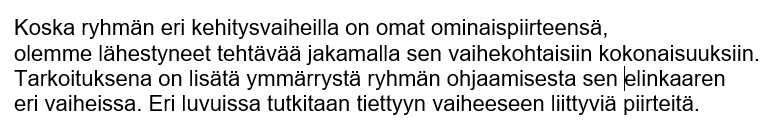 Koska ryhmän eri kehitysvaiheilla on omat ominaispiirteensä,
olemme lähestyneet tehtävää jakamalla sen vaihekohtaisiin kokonaisuuksiin.
Tarkoituksena on lisätä ymmärrystä ryhmän ohjaamisesta sen elinkaaren
eri vaiheissa. Eri luvuissa tutkitaan tiettyyn vaiheeseen liittyviä piirteitä.